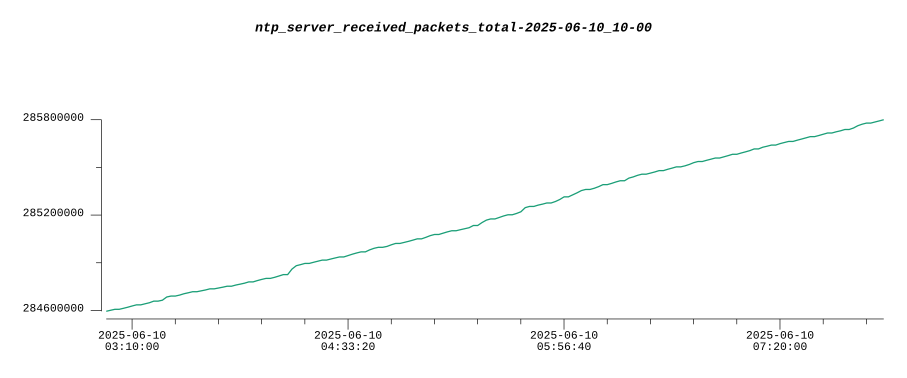 ntp_server_received_packets_total-2025-06-10_10-00
285800000
285200000
284600000
2025-06-10 2025-06-10 2025-06-10 2025-06-10
03:10:00 04:33:20 05:56:40 07:20:00